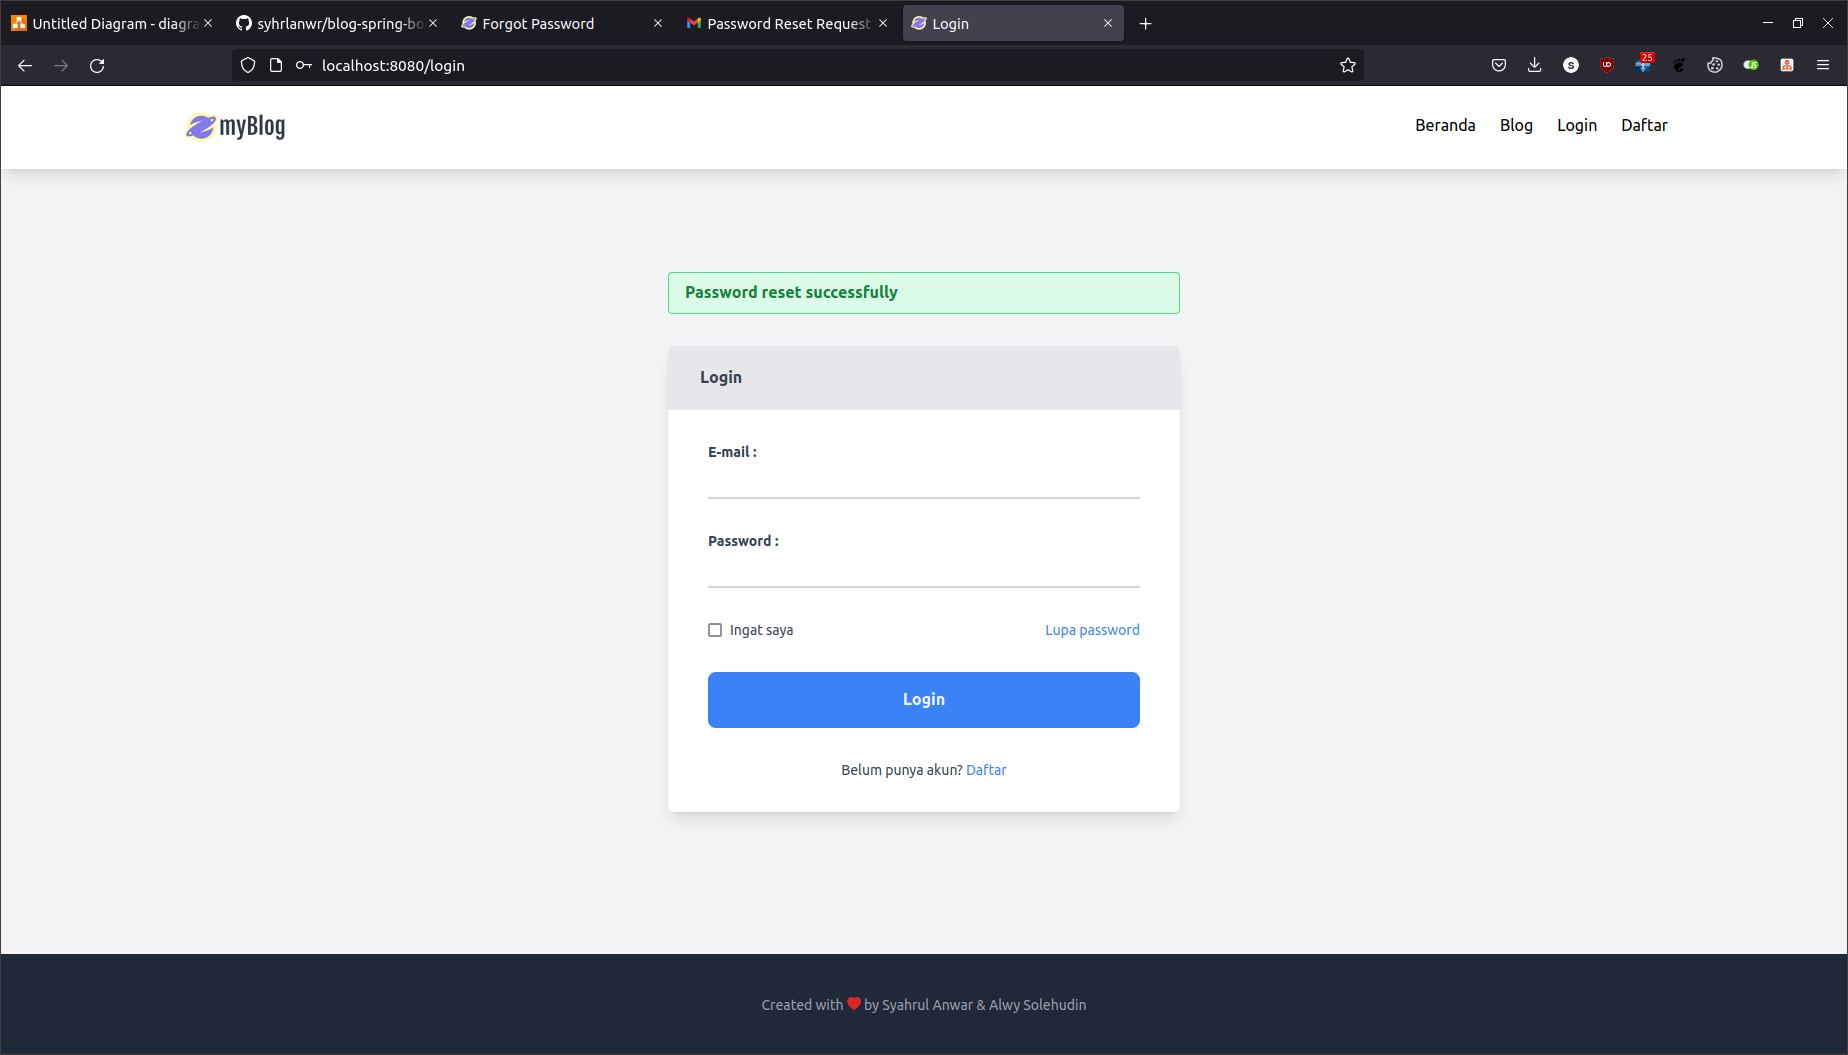 Untitled Diagram - diagra
syhrlanwr/blog-spring-bo
Forgot Password
Password Reset Request
Login
localhost:8080/login
S
UD
25
JS
myBlog
Beranda
Blog
Login
Daftar
Password reset successfully
Login
E-mail :
Password :
Ingat saya
Lupa password
Login
Belum punya akun? Daftar
Created with ❤ by Syahrul Anwar & Alwy Solehudin